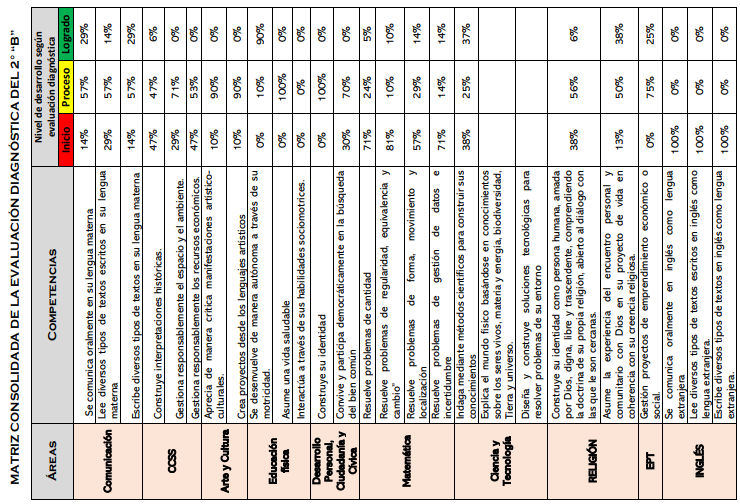 MATRIZ CONSOLIDADA DE LA EVALUACIÓN DIAGNÓSTICA DEL 2° “B”
ÁREAS
COMPETENCIAS
Nivel de desarrollo según
evaluación diagnóstica
Inicio Proceso Logrado
Comunicación
Se comunica oralmente en su lengua materna 14% 57% 29%
Lee diversos tipos de textos escritos en su lengua
materna 29% 57% 14%
Escribe diversos tipos de textos en su lengua materna 14% 57% 29%
CCSS
Construye interpretaciones históricas. 47% 47% 6%
Gestiona responsablemente el espacio y el ambiente. 29% 71% 0%
Gestiona responsablemente los recursos económicos. 47% 53% 0%
Arte y Cultura
Aprecia de manera crítica manifestaciones artístico-
culturales. 10% 90% 0%
Crea proyectos desde los lenguajes artísticos 10% 90% 0%
Educación
física
Se desenvuelve de manera autónoma a través de su
motricidad. 0% 10% 90%
Asume una vida saludable 0% 100% 0%
Interactúa a través de sus habilidades sociomotrices. 0% 0% 0%
Desarrollo
Personal,
Ciudadanía y
Cívica
Construye su identidad 0% 100% 0%
Convive y participa democráticamente en la búsqueda
del bien común 30% 70% 0%
Matemática
Resuelve problemas de cantidad 71% 24% 5%
Resuelve problemas de regularidad, equivalencia y
cambio” 81% 10% 10%
Resuelve problemas de forma, movimiento y
localización 57% 29% 14%
Resuelve problemas de gestión de datos e
incertidumbre 71% 14% 14%
Ciencia y
Tecnología
Indaga mediante métodos científicos para construir sus
conocimientos 38% 25% 37%
Explica el mundo físico basándose en conocimientos
sobre los seres vivos, materia y energía, biodiversidad,
Tierra y universo.
Diseña y construye soluciones tecnológicas para
resolver problemas de su entorno
RELIGIÓN
Construye su identidad como persona humana, amada
por Dios, digna, libre y trascendente, comprendiendo
la doctrina de su propia religión, abierto al diálogo con
las que le son cercanas. 38% 56% 6%
Asume la experiencia del encuentro personal y
comunitario con Dios en su proyecto de vida en
coherencia con su creencia religiosa. 13% 50% 38%
EPT
Gestión proyectos de emprendimiento económico o
social. 0% 75% 25%
INGLÉS
Se comunica oralmente en inglés como lengua
extranjera 100% 0% 0%
Lee diversos tipos de textos escritos en inglés como
lengua extranjera. 100% 0% 0%
Escribe diversos tipos de textos en inglés como lengua
extranjera. 100% 0% 0%